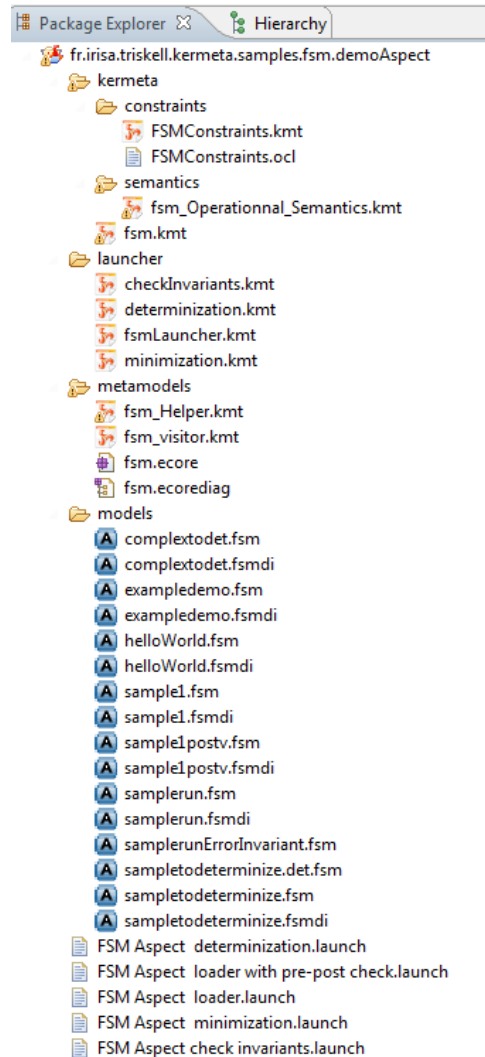 Package Explorer Hierarchy
fr.irisa.triskell.kermeta.samples.fsm.demoAspect
kermeta
constraints
FSMConstraints.kmt
FSMConstraints.ocl
semantics
fsm_Operationnal_Semantics.kmt
fsm.kmt
launcher
checkInvariants.kmt
determinization.kmt
fsmLauncher.kmt
minimization.kmt
metamodels
fsm_Helper.kmt
fsm_visitor.kmt
fsm.ecore
fsm.ecorediag
models
complextodet.fsm
complextodet.fsmdi
exampledemo.fsm
exampledemo.fsmdi
helloWorld.fsm
helloWorld.fsmdi
sample1.fsm
sample1.fsmdi
sample1postv.fsm
sample1postv.fsmdi
samplerun.fsm
samplerun.fsmdi
samplerunErrorInvariant.fsm
sampletodeterminize.det.fsm
sampletodeterminize.fsm
sampletodeterminize.fsmdi
FSM Aspect  determinization.launch
FSM Aspect  loader with pre-post check.launch
FSM Aspect  loader.launch
FSM Aspect  minimization.launch
FSM Aspect check invariants.launch